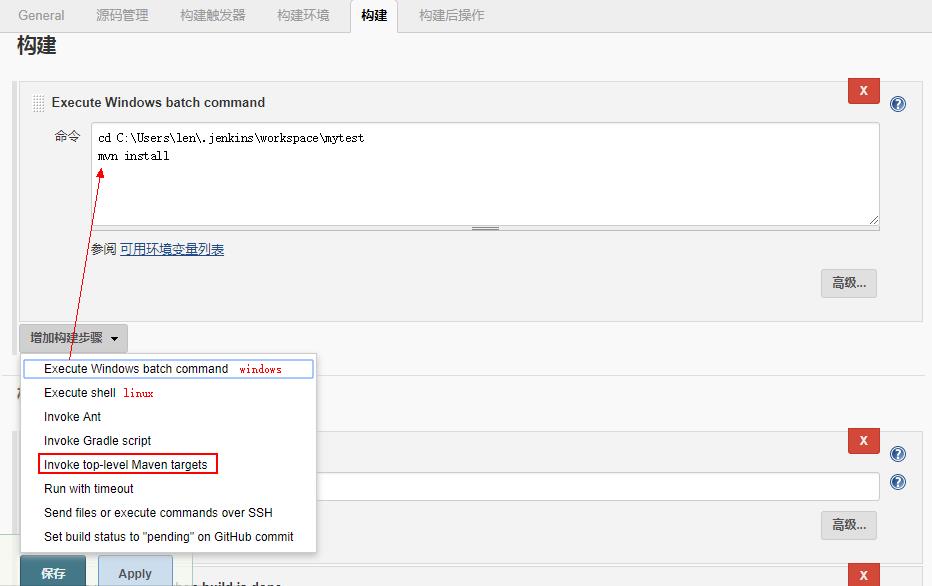 General 源码管理 构建触发器 构建环境 构建 构建后操作
构建
Execute Windows batch command
X
命令
cd C:\Users\len\.jenkins\workspace\mytest
mvn install
参阅 可用环境变量列表
高级...
增加构建步骤
Execute Windows batch command windows
Execute shell linux
Invoke Ant
Invoke Gradle script
X
Invoke top-level Maven targets
Run with timeout
Send files or execute commands over SSH
高级...
Set build status to "pending" on GitHub commit
保存 Apply
X
build is done